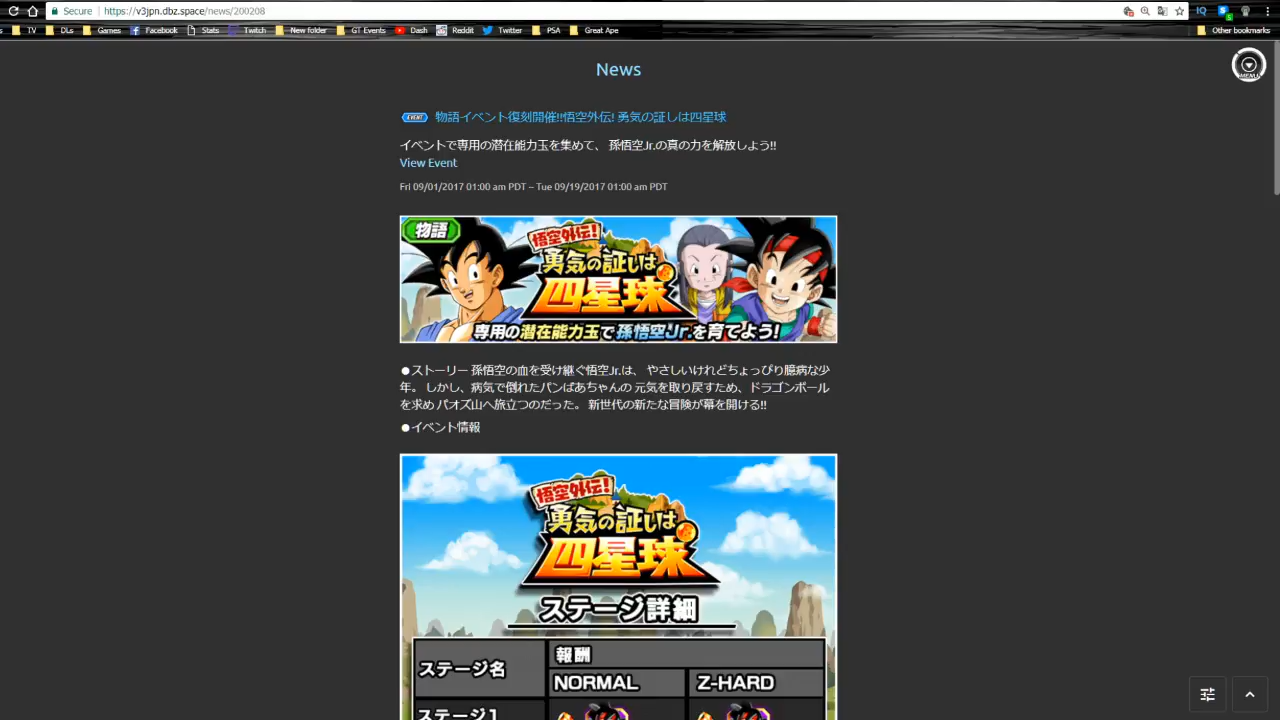 Secure
https://v3jpn.dbz.space/news/200208
TV
DLs
Games
Facebook
Stats
Twitch
New folder
GT Events
Dash
Reddit
Twitter
PSA
Great Ape
Other bookmarks
News
MENU
EVENT 物語イベント復刻開催!!悟空外伝! 勇気の証しは四星球
イベントで専用の潜在能力玉を集めて、 孫悟空Jr.の真の力を解放しよう!!
View Event
Fri 09/01/2017 01:00 am PDT – Tue 09/19/2017 01:00 am PDT
物語
悟空外伝!
勇気の証しは
四星球
専用の潜在能力玉で孫悟空Jr.を育てよう!
●ストーリー 孫悟空の血を受け継ぐ悟空Jr.は、 やさしいけれどちょっぴり臆病な少
年。 しかし、病気で倒れたパンばあちゃんの 元気を取り戻すため、ドラゴンボール
を求め パオズ山へ旅立つのだった。 新世代の新たな冒険が幕を開ける!!
●イベント情報
悟空外伝!
勇気の証しは
四星球
ステージ詳細
ステージ名
報酬
NORMAL
Z-HARD
ステージ1